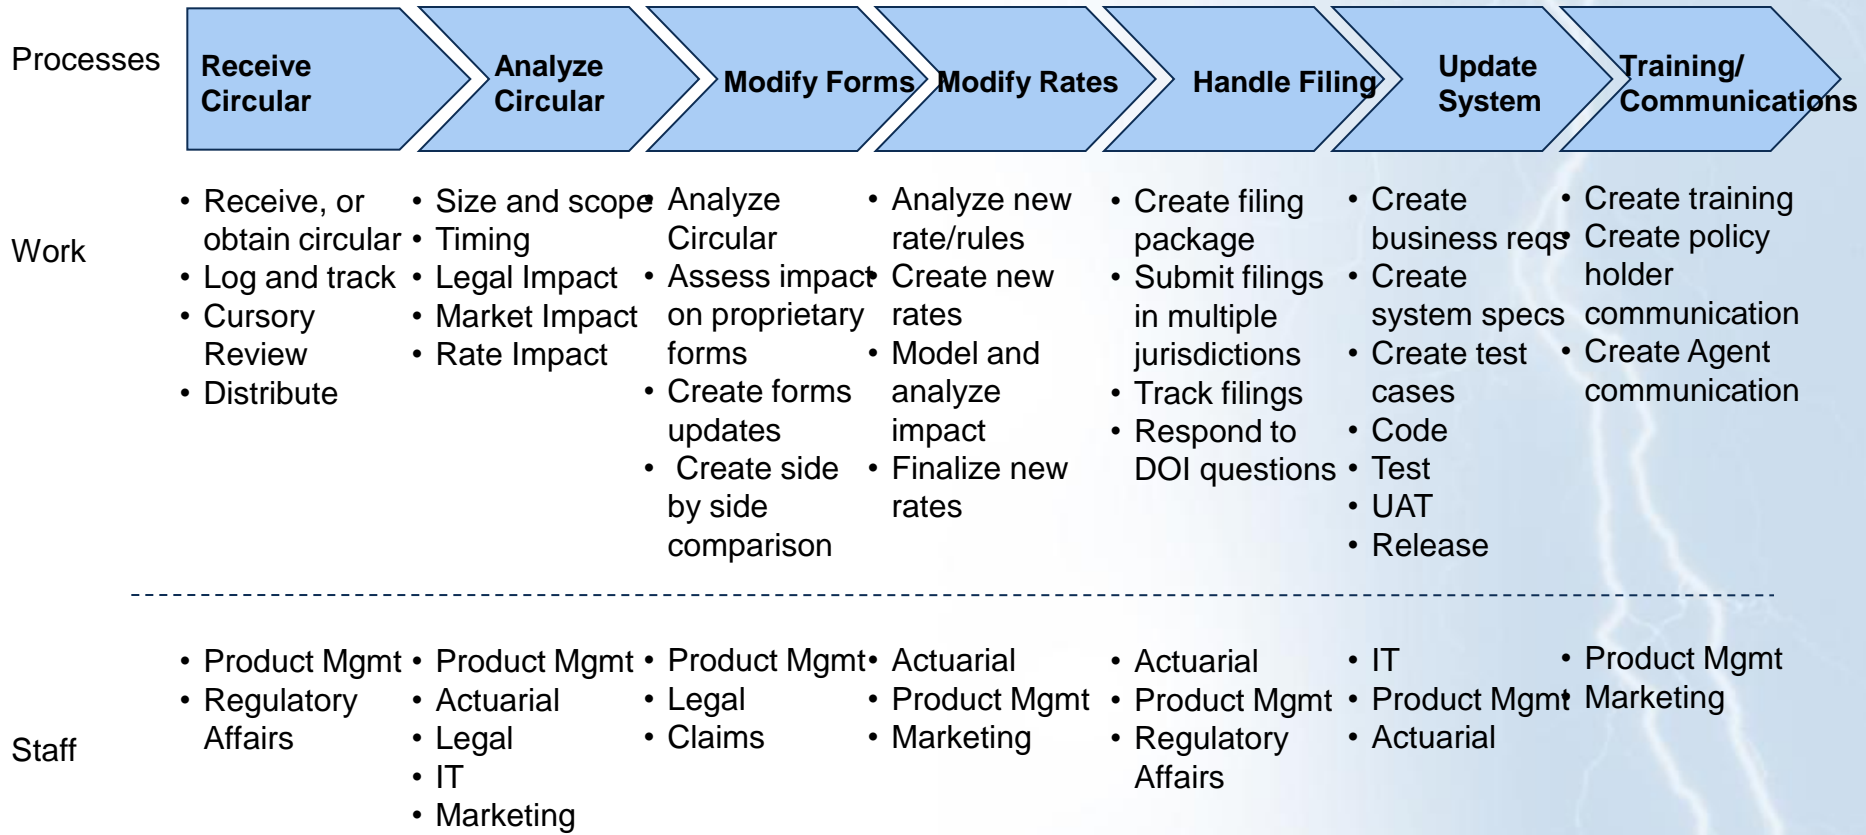 Processes
Receive
Circular
Analyze
Circular
Modify Forms
Modify Rates
Handle Filing
Update
System
Training/
Communications
Work
• Receive, or
obtain circular
• Log and track
• Cursory
Review
• Distribute
• Size and scope
• Timing
• Legal Impact
• Market Impact
• Rate Impact
• Analyze
Circular
• Assess impact
on proprietary
forms
• Create forms
updates
• Create side
by side
comparison
• Analyze new
rate/rules
• Create new
rates
• Model and
analyze
impact
• Finalize new
rates
• Create filing
package
• Submit filings
in multiple
jurisdictions
• Track filings
• Respond to
DOI questions
• Create
business reqs
• Create
system specs
• Create test
cases
• Code
• Test
• UAT
• Release
• Create training
• Create policy
holder
communication
• Create Agent
communication
Staff
• Product Mgmt
• Regulatory
Affairs
• Product Mgmt
• Actuarial
• Legal
• IT
• Marketing
• Product Mgmt
• Legal
• Claims
• Actuarial
• Product Mgmt
• Marketing
• Actuarial
• Product Mgmt
• Regulatory
Affairs
• IT
• Product Mgmt
• Actuarial
• Product Mgmt
• Marketing